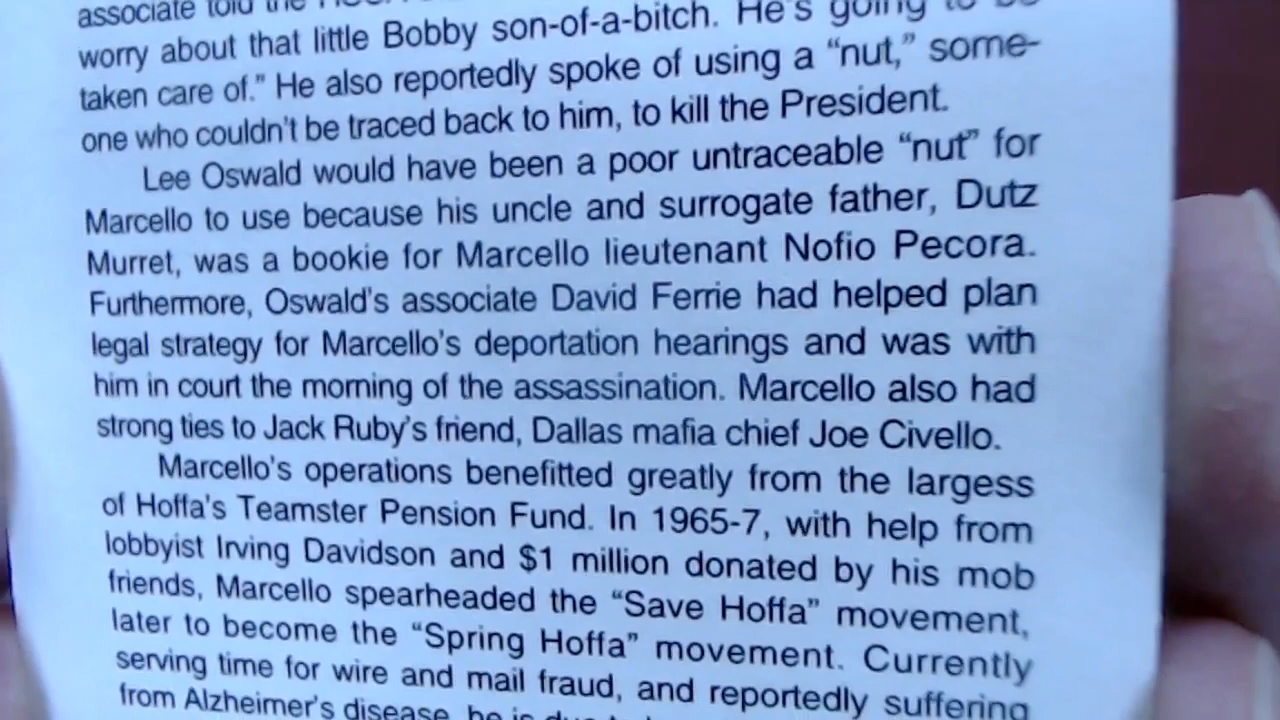 associate told the
worry about that little Bobby son-of-a-bitch. He's going to be
taken care of." He also reportedly spoke of using a "nut," some-
one who couldn't be traced back to him, to kill the President.
Lee Oswald would have been a poor untraceable "nut" for
Marcello to use because his uncle and surrogate father, Dutz
Murret, was a bookie for Marcello lieutenant Nofio Pecora.
Furthermore, Oswald's associate David Ferrie had helped plan
legal strategy for Marcello's deportation hearings and was with
him in court the morning of the assassination. Marcello also had
strong ties to Jack Ruby's friend, Dallas mafia chief Joe Civello.
Marcello's operations benefitted greatly from the largess
of Hoffa's Teamster Pension Fund. In 1965-7, with help from
lobbyist Irving Davidson and $1 million donated by his mob
friends, Marcello spearheaded the "Save Hoffa" movement,
later to become the "Spring Hoffa" movement. Currently
serving time for wire and mail fraud, and reportedly suffering
from Alzheimer's disease, he is